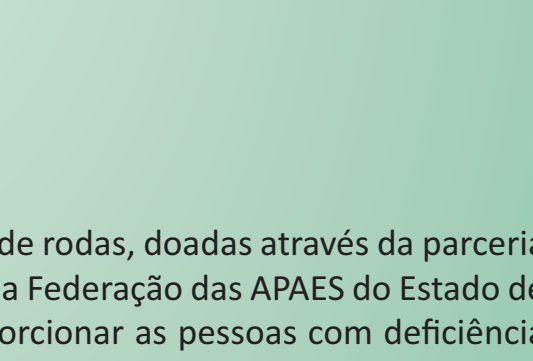 de rodas, doadas através da parceria
a Federação das APAES do Estado de
orcionar as pessoas com deficiência